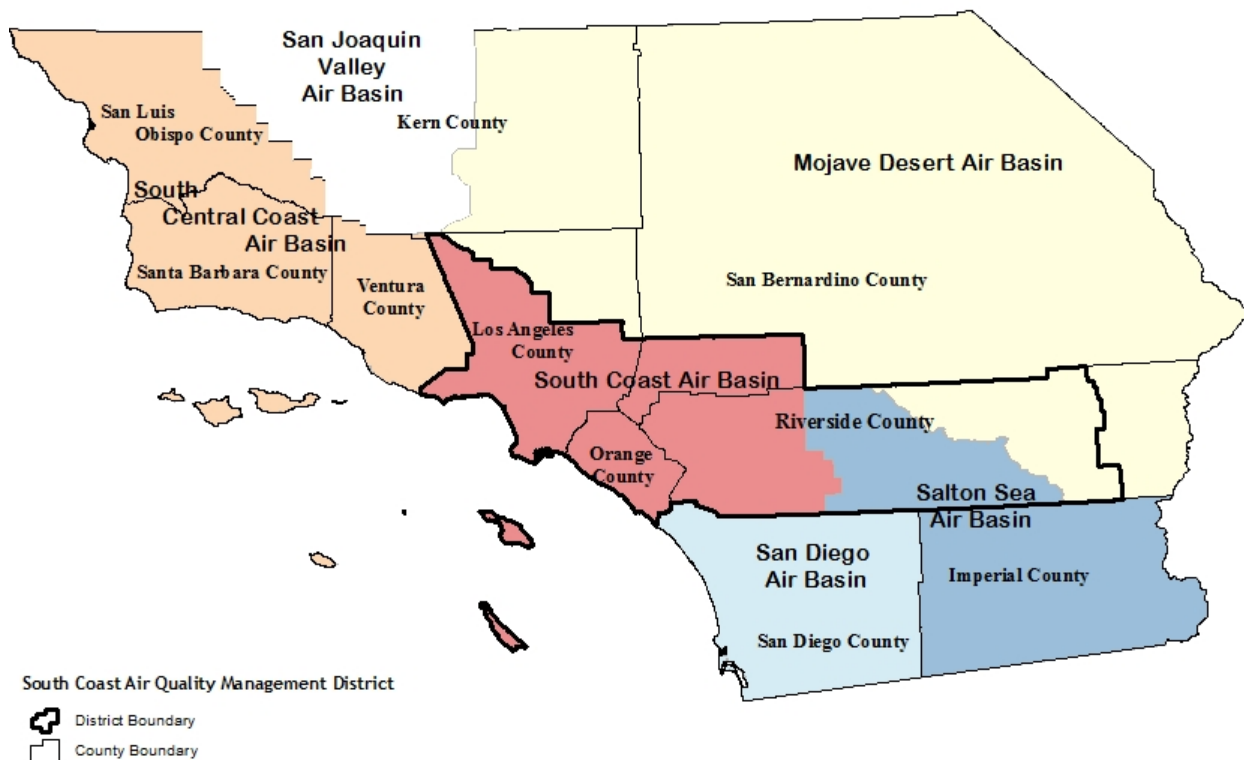 San Joaquin
Valley
Air Basin
San Luis
Obispo County
Kern County
Mojave Desert Air Basin
South
Central Coast
Air Basin
Santa Barbara County
Ventura
County
San Bernardino County
Los Angeles
County
South Coast Air Basin
Riverside County
Orange
County
Salton Sea
Air Basin
San Diego
Air Basin
Imperial County
San Diego County
South Coast Air Quality Management District
District Boundary
County Boundary